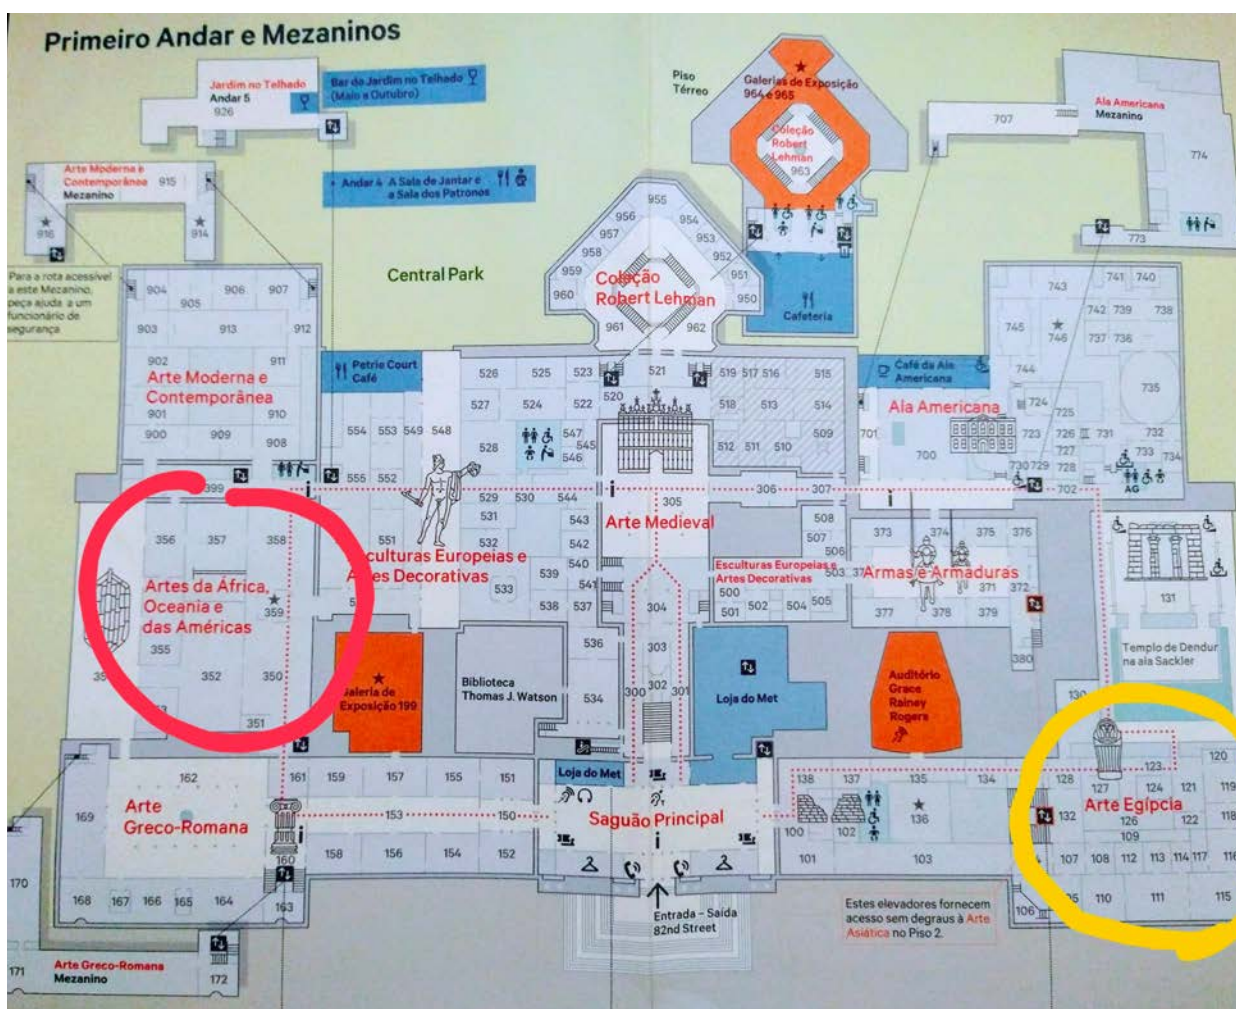 Primeiro Andar e Mezaninos
Jardim no Telhado
Andar 5
926
Bar do Jardim no Telhado
(Maio a Outubro)
Piso
Térreo
Galerias de Exposição
964 e 965
Coleção
Robert
Lehman
963
707
Ala Americana
Mezanino
774
773
Arte Moderna e
Contemporânea
Mezanino
915
916
914
Andar 4 A Sala de Jantar e
a Sala dos Patronos
Para a rota acessível
a este Mezanino,
peça ajuda a um
funcionário de
segurança
Central Park
955
956
954
957
953
958
952
959
951
960
950
Coleção
Robert Lehman
961
962
Cafeteria
904
905
906
907
903
913
912
902
911
Arte Moderna e
Contemporânea
901
910
900
909
908
Petrie Court
Café
526
525
523
521
519
517
516
515
520
527
524
522
518
513
514
554
553
549
548
528
547
545
546
512
511
510
509
Café da Ala
Americana
743
741
740
742
739
738
745
746
737
736
744
735
Ala Americana
724
725
701
700
723
726
731
732
727
733
734
730
729
728
702
AG
399
555
552
529
530
544
305
306
307
Arte Medieval
531
543
551
532
542
508
507
506
373
374
375
376
356
357
358
Esculturas Europeias e
Artes Decorativas
540
539
541
533
538
537
Esculturas Europeias e
Artes Decorativas
500
501
502
504
505
503
Armas e Armaduras
371
372
377
378
379
380
131
Templo de Dendur
na ala Sackler
Artes da África,
Oceania e
das Américas
359
355
352
350
351
304
303
302
300
301
536
534
Galeria de
Exposição 199
Biblioteca
Thomas J. Watson
Loja do Met
Auditório
Grace
Rainey
Rogers
130
162
161
159
157
155
151
Loja do Met
138
137
135
134
128
127
123
120
124
121
119
169
Arte
Greco-Romana
153
150
Saguão Principal
136
132
Arte Egípcia
126
122
118
109
160
158
156
154
152
100
102
101
103
107
108
112
113
114
117
116
170
168
167
166
165
164
163
Entrada – Saída
82nd Street
Estes elevadores fornecem
acesso sem degraus à Arte
Asiática no Piso 2.
106
110
111
115
171
Arte Greco-Romana
Mezanino
172